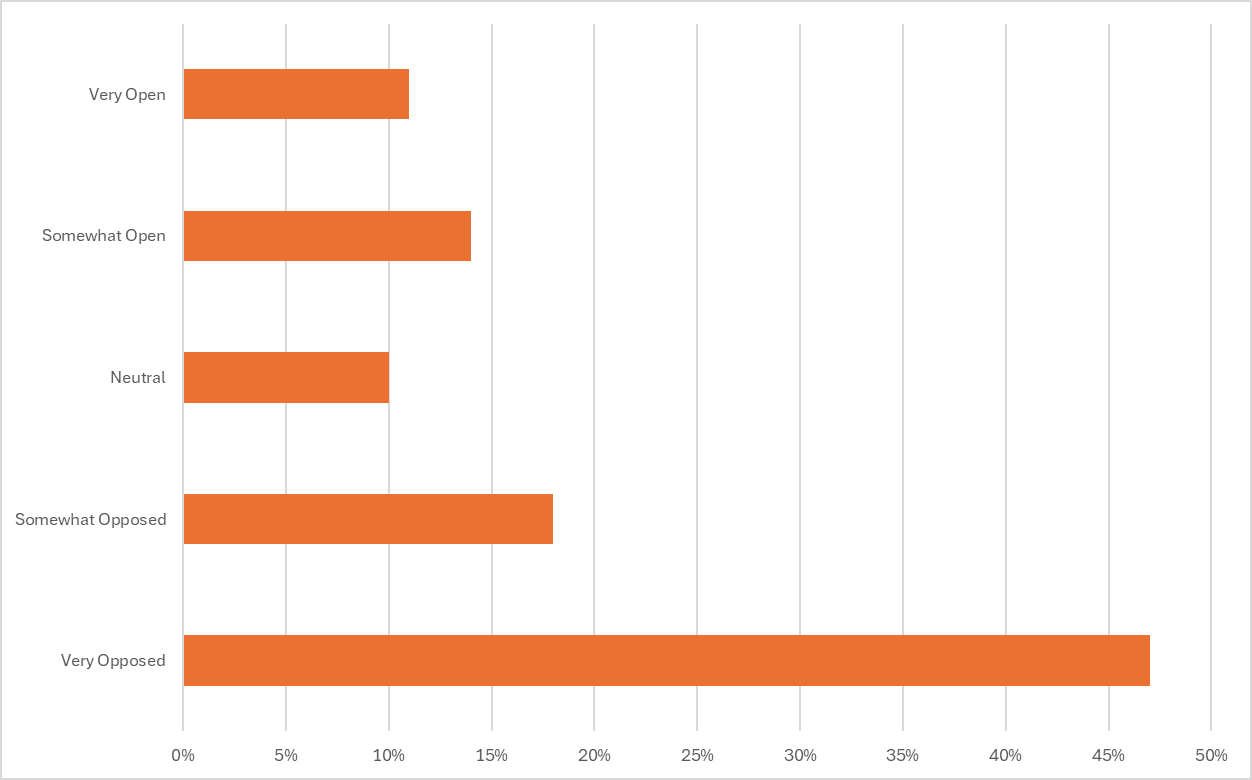 Very Open
Somewhat Open
Neutral
Somewhat Opposed
Very Opposed
0% 5% 10% 15% 20% 25% 30% 35% 40% 45% 50%